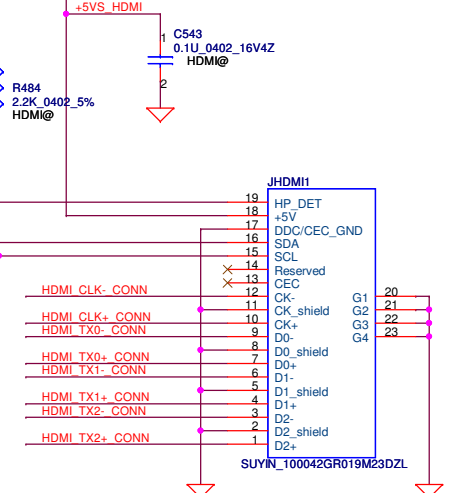 +5VS_HDMI
C543
1
0.1U_0402_16V4Z
HDMI@
2
R484
2.2K_0402_5%
HDMI@
JHDMI1
19 HP_DET
18 +5V
17 DDC/CEC_GND
16 SDA
15 SCL
14 Reserved
13 CEC
HDMI_CLK-_CONN 12 CK- G1 20
11 CK_shield G2 21
HDMI_CLK+_CONN 10 CK+ G3 22
HDMI_TX0-_CONN 9 D0- G4 23
8 D0_shield
HDMI_TX0+_CONN 7 D0+
HDMI_TX1-_CONN 6 D1-
5 D1_shield
HDMI_TX1+_CONN 4 D1+
HDMI_TX2-_CONN 3 D2-
2 D2_shield
HDMI_TX2+_CONN 1 D2+
SUYIN_100042GR019M23DZL